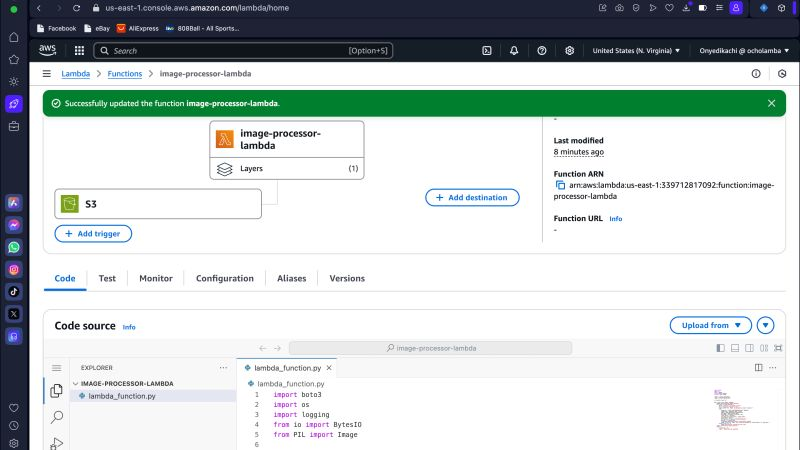 us-east-1.console.aws.amazon.com/lambda/home
Facebook eBay AliExpress 808Ball - All Sports...
aws Search [Option+S] United States (N. Virginia) Onyedikachi @ ocholamba
Lambda Functions image-processor-lambda
Successfully updated the function image-processor-lambda.
image-processor-lambda
Layers (1)
S3
Add trigger
Add destination
-
Last modified
8 minutes ago
Function ARN
arn:aws:lambda:us-east-1:339712817092:function:image-
processor-lambda
Function URL Info
-
Code Test Monitor Configuration Aliases Versions
Code source Info
Upload from
image-processor-lambda
EXPLORER
IMAGE-PROCESSOR-LAMBDA
lambda_function.py
lambda_function.py
lambda_function.py
1 import boto3
2 import os
3 import logging
4 from io import BytesIO
5 from PIL import Image
6